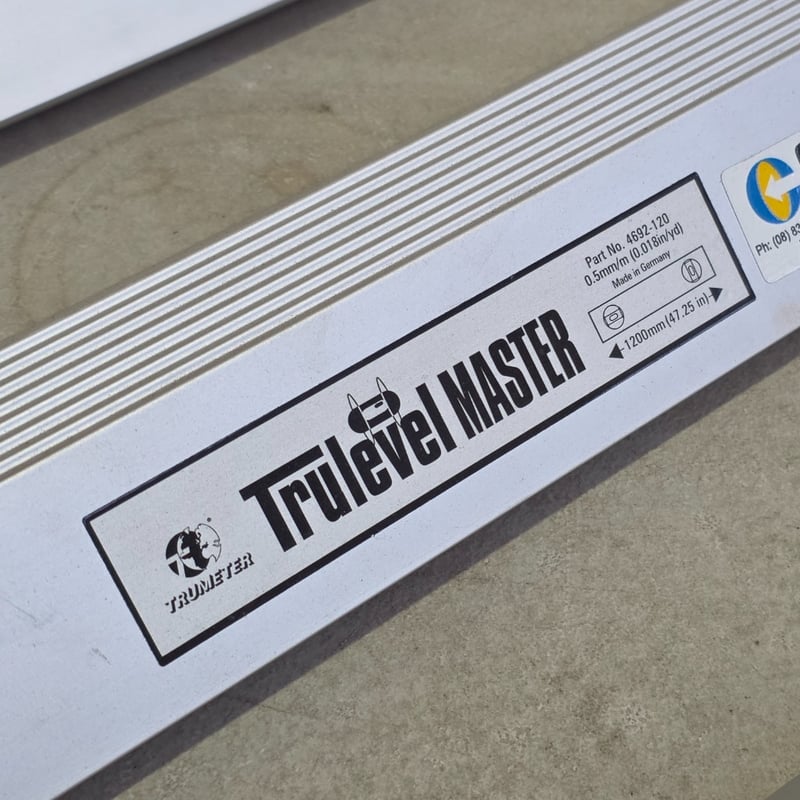 TRUMETER
Trulevel MASTER
Part No. 4692-120
0.5mm/m (0.018in/yd)
Made in Germany
1200mm (47.25 in)
Ph: (08) 83